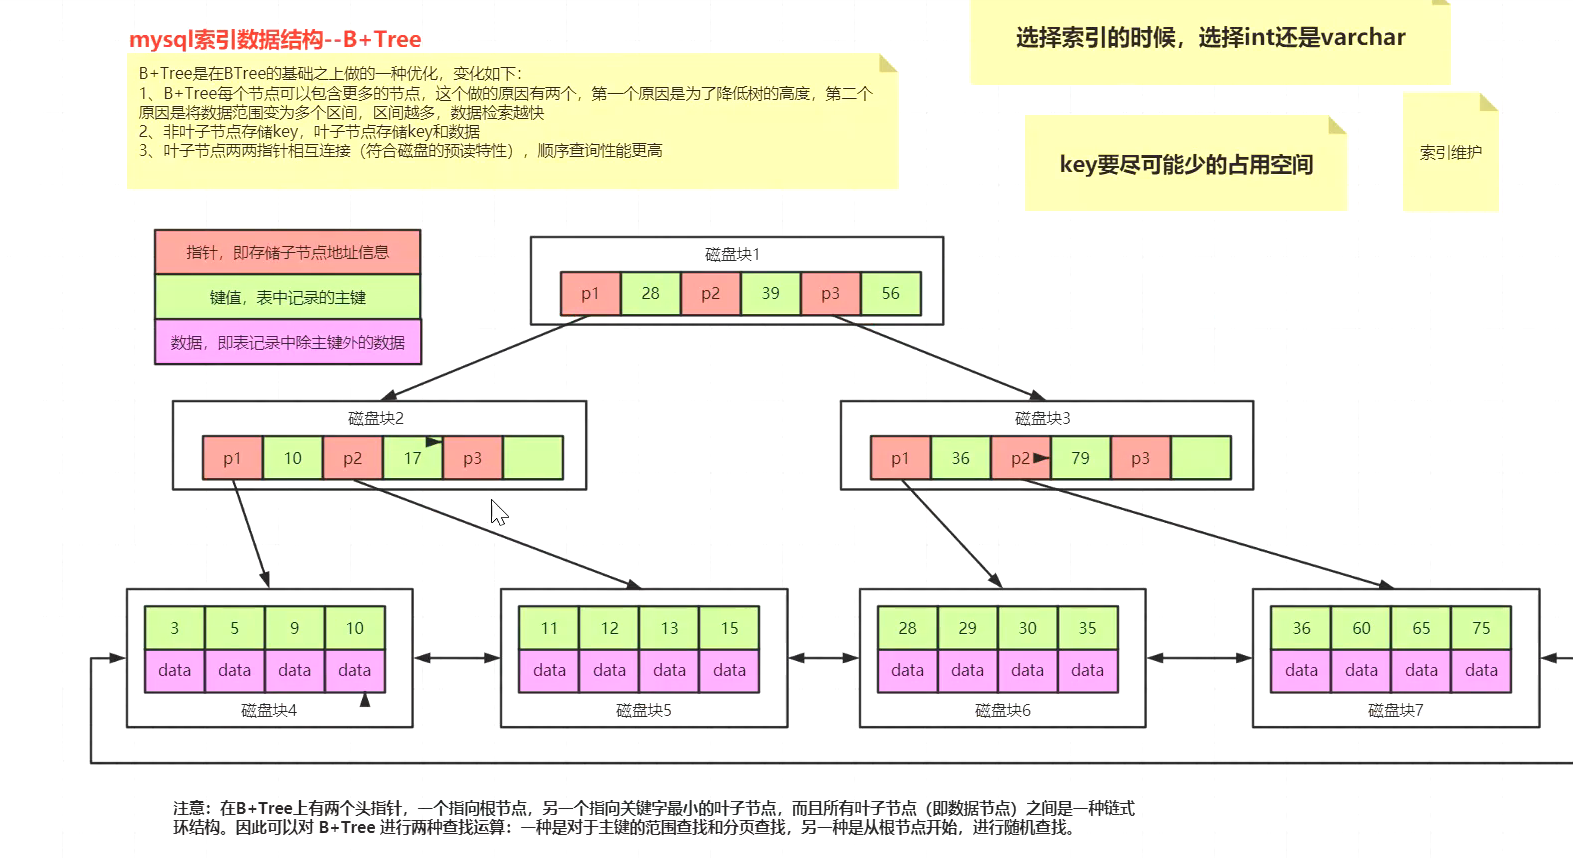 mysql索引数据结构--B+Tree
选择索引的时候，选择int还是varchar
B+Tree是在BTree的基础之上做的一种优化，变化如下：
1、B+Tree每个节点可以包含更多的节点，这个做的原因有两个，第一个原因是为了降低树的高度，第二个
原因是将数据范围变为多个区间，区间越多，数据检索越快
2、非叶子节点存储key，叶子节点存储key和数据
3、叶子节点两两指针相互连接（符合磁盘的预读特性），顺序查询性能更高
key要尽可能少的占用空间
索引维护
指针，即存储子节点地址信息
键值，表中记录的主键
数据，即表记录中除主键外的数据
磁盘块1
p1 28 p2 39 p3 56
磁盘块2
p1 10 p2 17 p3
磁盘块3
p1 36 p2 79 p3
3 5 9 10
data data data data
磁盘块4
11 12 13 15
data data data data
磁盘块5
28 29 30 35
data data data data
磁盘块6
36 60 65 75
data data data data
磁盘块7
注意：在B+Tree上有两个头指针，一个指向根节点，另一个指向关键字最小的叶子节点，而且所有叶子节点（即数据节点）之间是一种链式
环结构。因此可以对 B+Tree 进行两种查找运算：一种是对于主键的范围查找和分页查找，另一种是从根节点开始，进行随机查找。